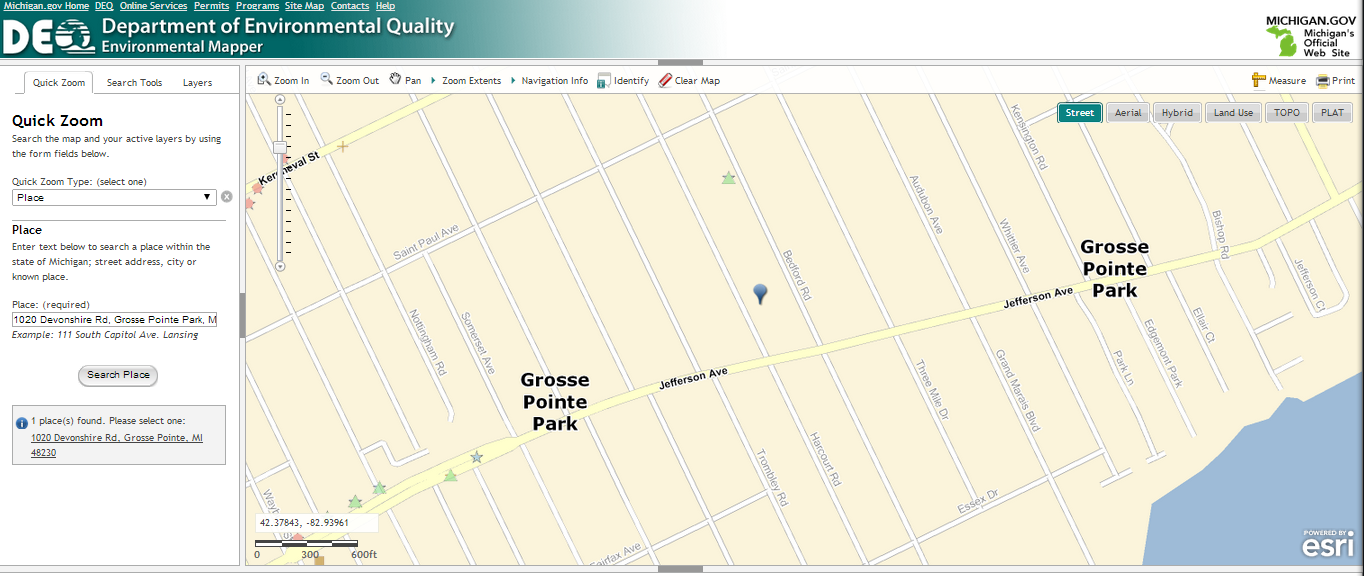 Michigan.gov Home DEQ Online Services Permits Programs Site Map Contacts Help
DEQ
Department of Environmental Quality
Environmental Mapper
MICHIGAN.GOV
Michigan's
Official
Web Site
Quick Zoom Search Tools Layers
Zoom In Zoom Out Pan Zoom Extents Navigation Info Identify Clear Map Measure Print
Quick Zoom
Search the map and your active layers by using
the form fields below.
Quick Zoom Type: (select one)
Place
Place
Enter text below to search a place within the
state of Michigan; street address, city or
known place.
Place: (required)
1020 Devonshire Rd, Grosse Pointe Park, M
Example: 111 South Capitol Ave. Lansing
Search Place
1 place(s) found. Please select one:
1020 Devonshire Rd, Grosse Pointe, MI
48230
Street Aerial Hybrid Land Use TOPO PLAT
Kercheval St
Kensington Rd
Saint Paul Ave
Audubon Ave
Whittier Ave
Bishop Rd
Grosse
Pointe
Park
Bedford Rd
Jefferson Ave
Jefferson Ct
Nottingham Rd
Somerset Ave
Ellair Ct
Edgemont Park
Park Ln
Grosse
Pointe
Park
Jefferson Ave
Three Mile Dr
Grand Marais Blvd
Harcourt Rd
Trombley Rd
Essex Dr
Wayb
Fairfax Ave
42.37843, -82.93961
0 300 600ft
POWERED BY
esri